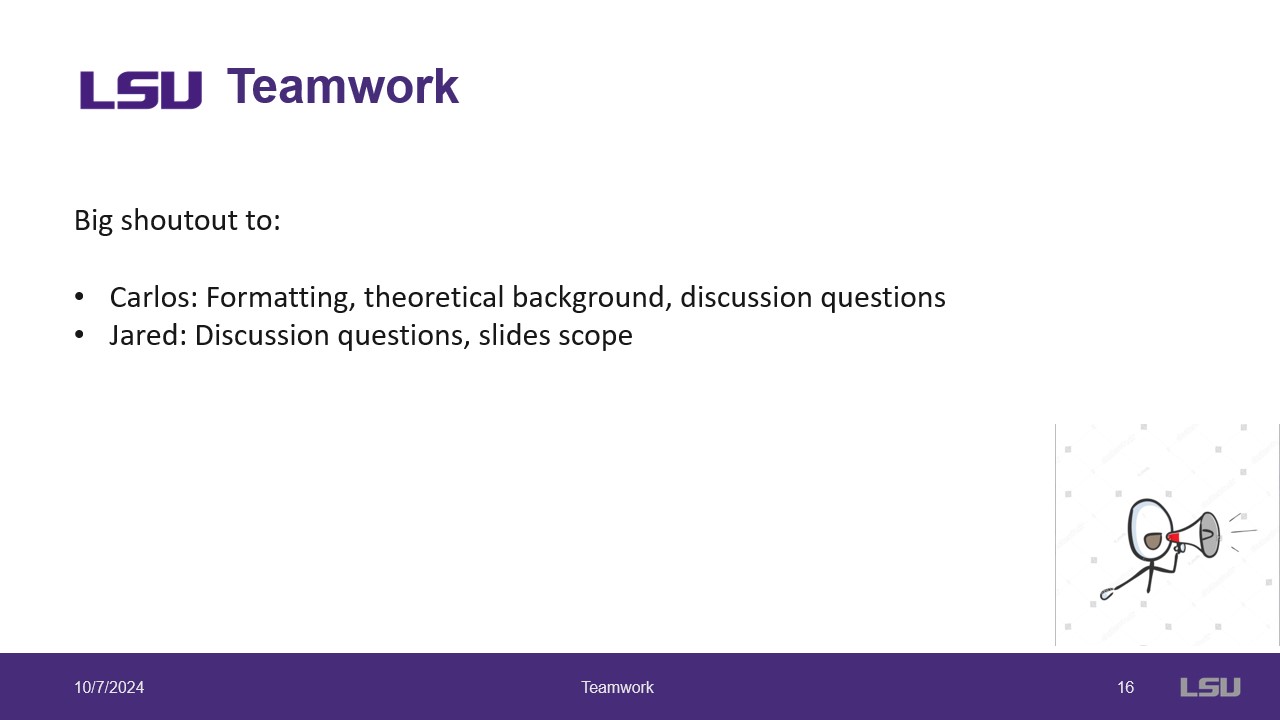 LSU Teamwork
Big shoutout to:
• Carlos: Formatting, theoretical background, discussion questions
• Jared: Discussion questions, slides scope
10/7/2024 Teamwork 16 LSU